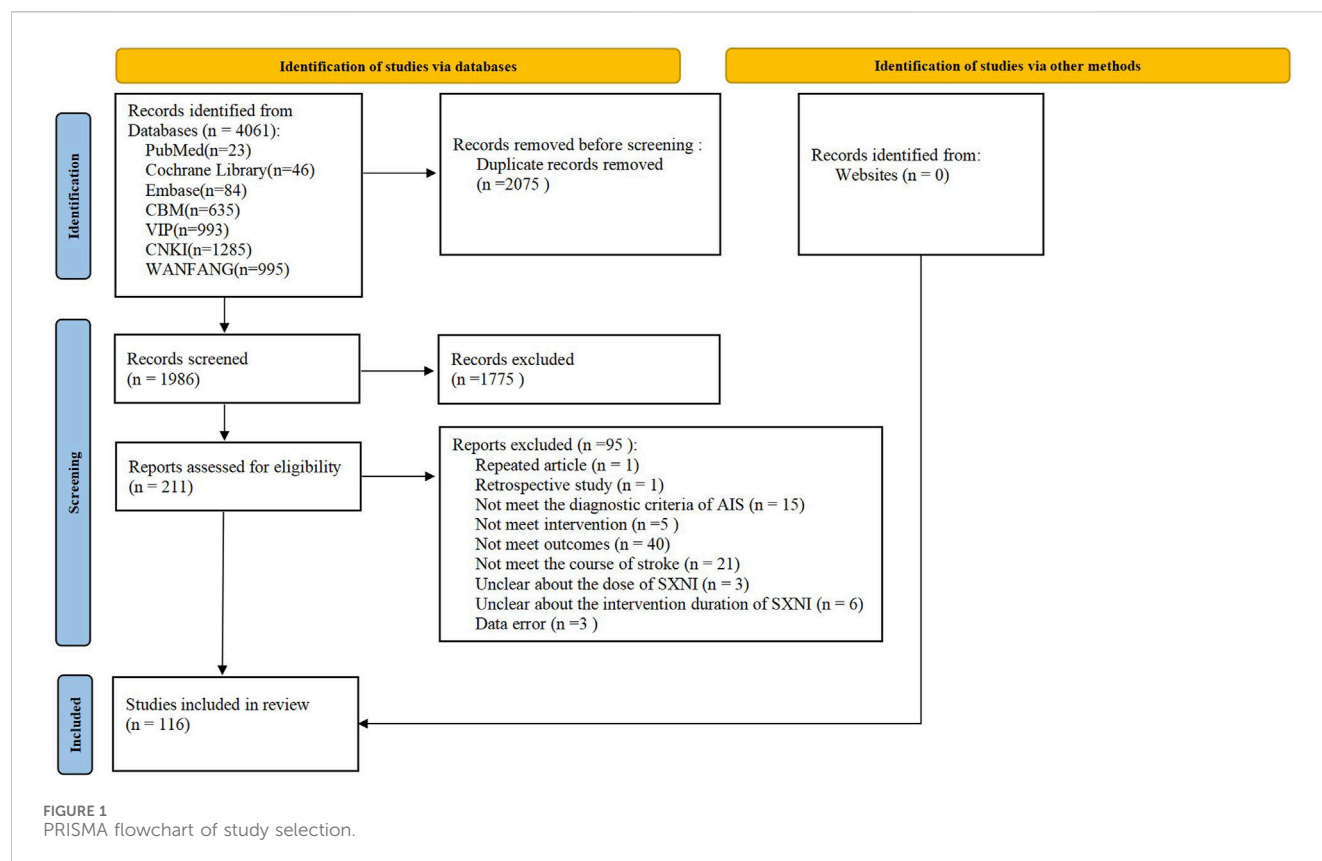 Identification of studies via databases
Identification of studies via other methods
Identification
Records identified from
Databases (n = 4061):
PubMed(n=23)
Cochrane Library(n=46)
Embase(n=84)
CBM(n=635)
VIP(n=993)
CNKI(n=1285)
WANFANG(n=995)
Records removed before screening :
Duplicate records removed
(n =2075 )
Records identified from:
Websites (n = 0)
Screening
Records screened
(n = 1986)
Records excluded
(n =1775 )
Reports assessed for eligibility
(n = 211)
Reports excluded (n =95 ):
Repeated article (n = 1)
Retrospective study (n = 1)
Not meet the diagnostic criteria of AIS (n = 15)
Not meet intervention (n =5 )
Not meet outcomes (n = 40)
Not meet the course of stroke (n = 21)
Unclear about the dose of SXNI (n = 3)
Unclear about the intervention duration of SXNI (n = 6)
Data error (n =3 )
Included
Studies included in review
(n = 116)
FIGURE 1
PRISMA flowchart of study selection.